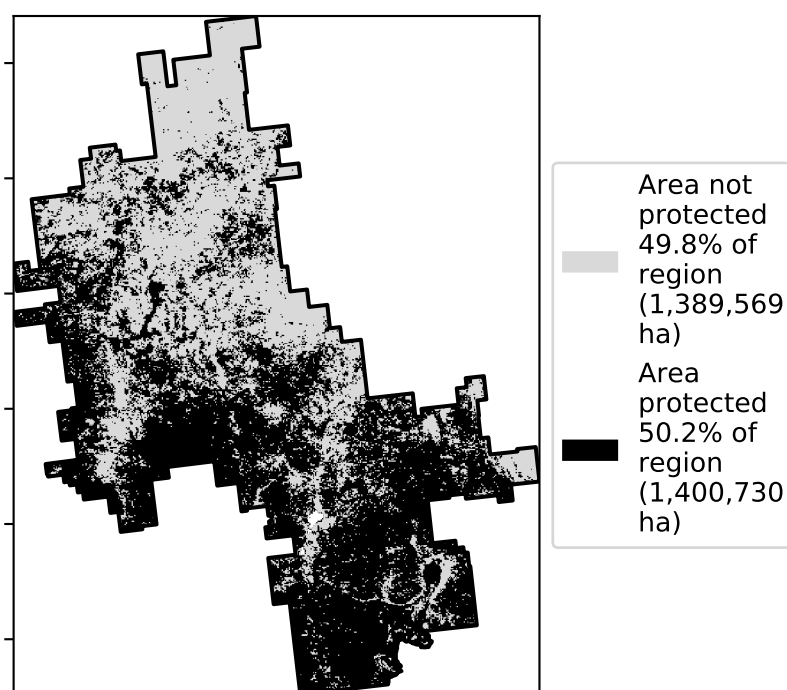 Area not
protected
49.8% of
region
(1,389,569
ha)
Area
protected
50.2% of
region
(1,400,730
ha)